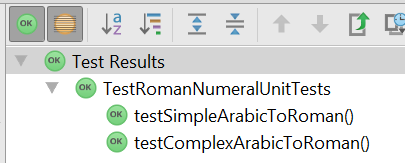 OK
a
z
OK Test Results
OK TestRomanNumeralUnitTests
OK testSimpleArabicToRoman()
OK testComplexArabicToRoman()